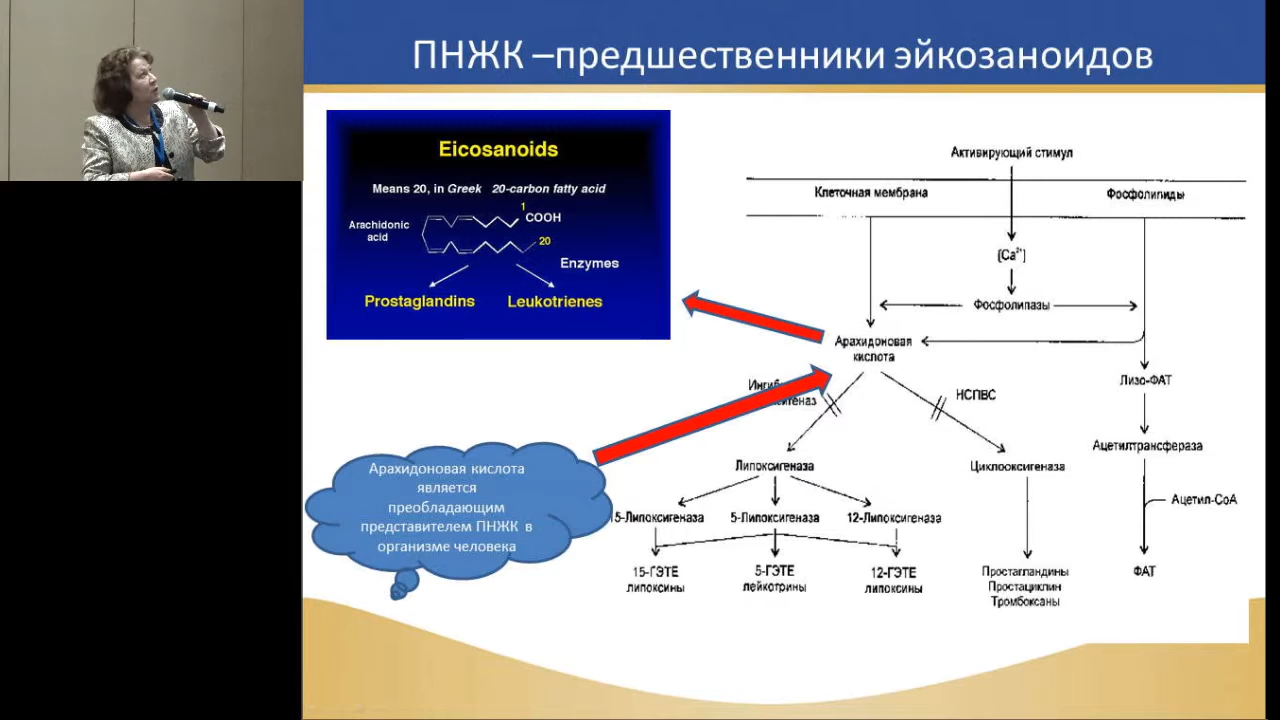 ПНЖК –предшественники эйкозаноидов
Eicosanoids
Means 20, in Greek 20-carbon fatty acid
1
COOH
Arachidonic
acid
20
Enzymes
Prostaglandins Leukotrienes
Активирующий стимул
Клеточная мембрана Фосфолипиды
[Ca²⁺]
Фосфолипазы
Арахидоновая
кислота
Лизо-ФАТ
НСПВС
Ацетилтрансфераза
Липоксигеназа Циклооксигеназа
Ацетил-CoA
5-Липоксигеназа 5-Липоксигеназа 12-Липоксигеназа
15-ГЭТЕ 5-ГЭТЕ 12-ГЭТЕ
липоксины лейкотрины липоксины
Простагландины
Простациклин
Тромбоксаны
ФАТ
Арахидоновая кислота
является
преобладающим
представителем ПНЖК в
организме человека